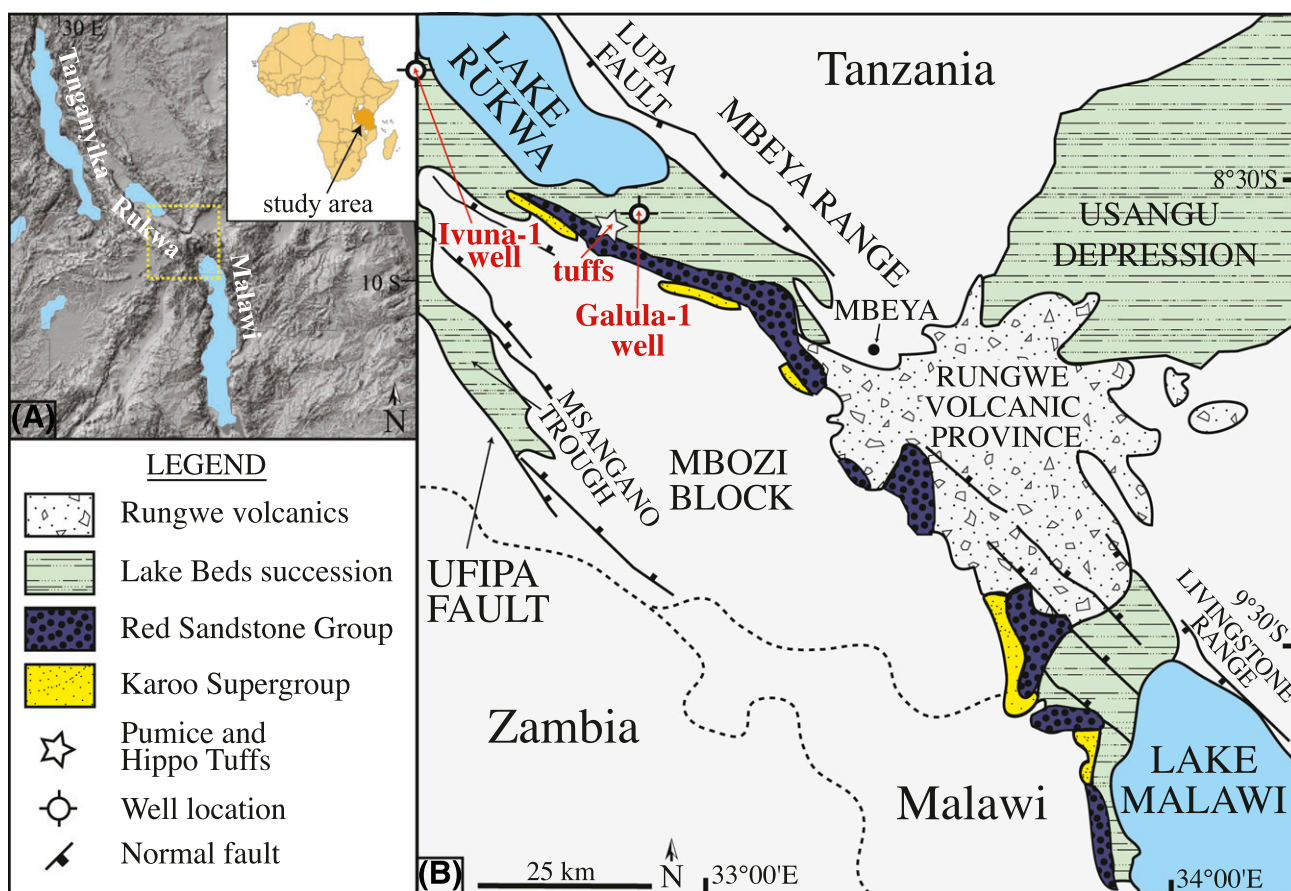 30 E
Tanganyika
Rukwa
Malawi
10 S
study area
(A)
N
LEGEND
Rungwe volcanics
Lake Beds succession
Red Sandstone Group
Karoo Supergroup
Pumice and
Hippo Tuffs
Well location
Normal fault
LAKE
RUKWA
LUPA
FAULT
Tanzania
MBEYA RANGE
8°30'S
USANGU
DEPRESSION
Ivuna-1
well
tuffs
Galula-1
well
MBEYA
RUNGWE
VOLCANIC
PROVINCE
MSANGANO
TROUGH
MBOZI
BLOCK
UFIPA
FAULT
LIVINGSTONE
RANGE
9°30'S
Zambia
Malawi
LAKE
MALAWI
(B)
25 km
N
33°00'E
34°00'E